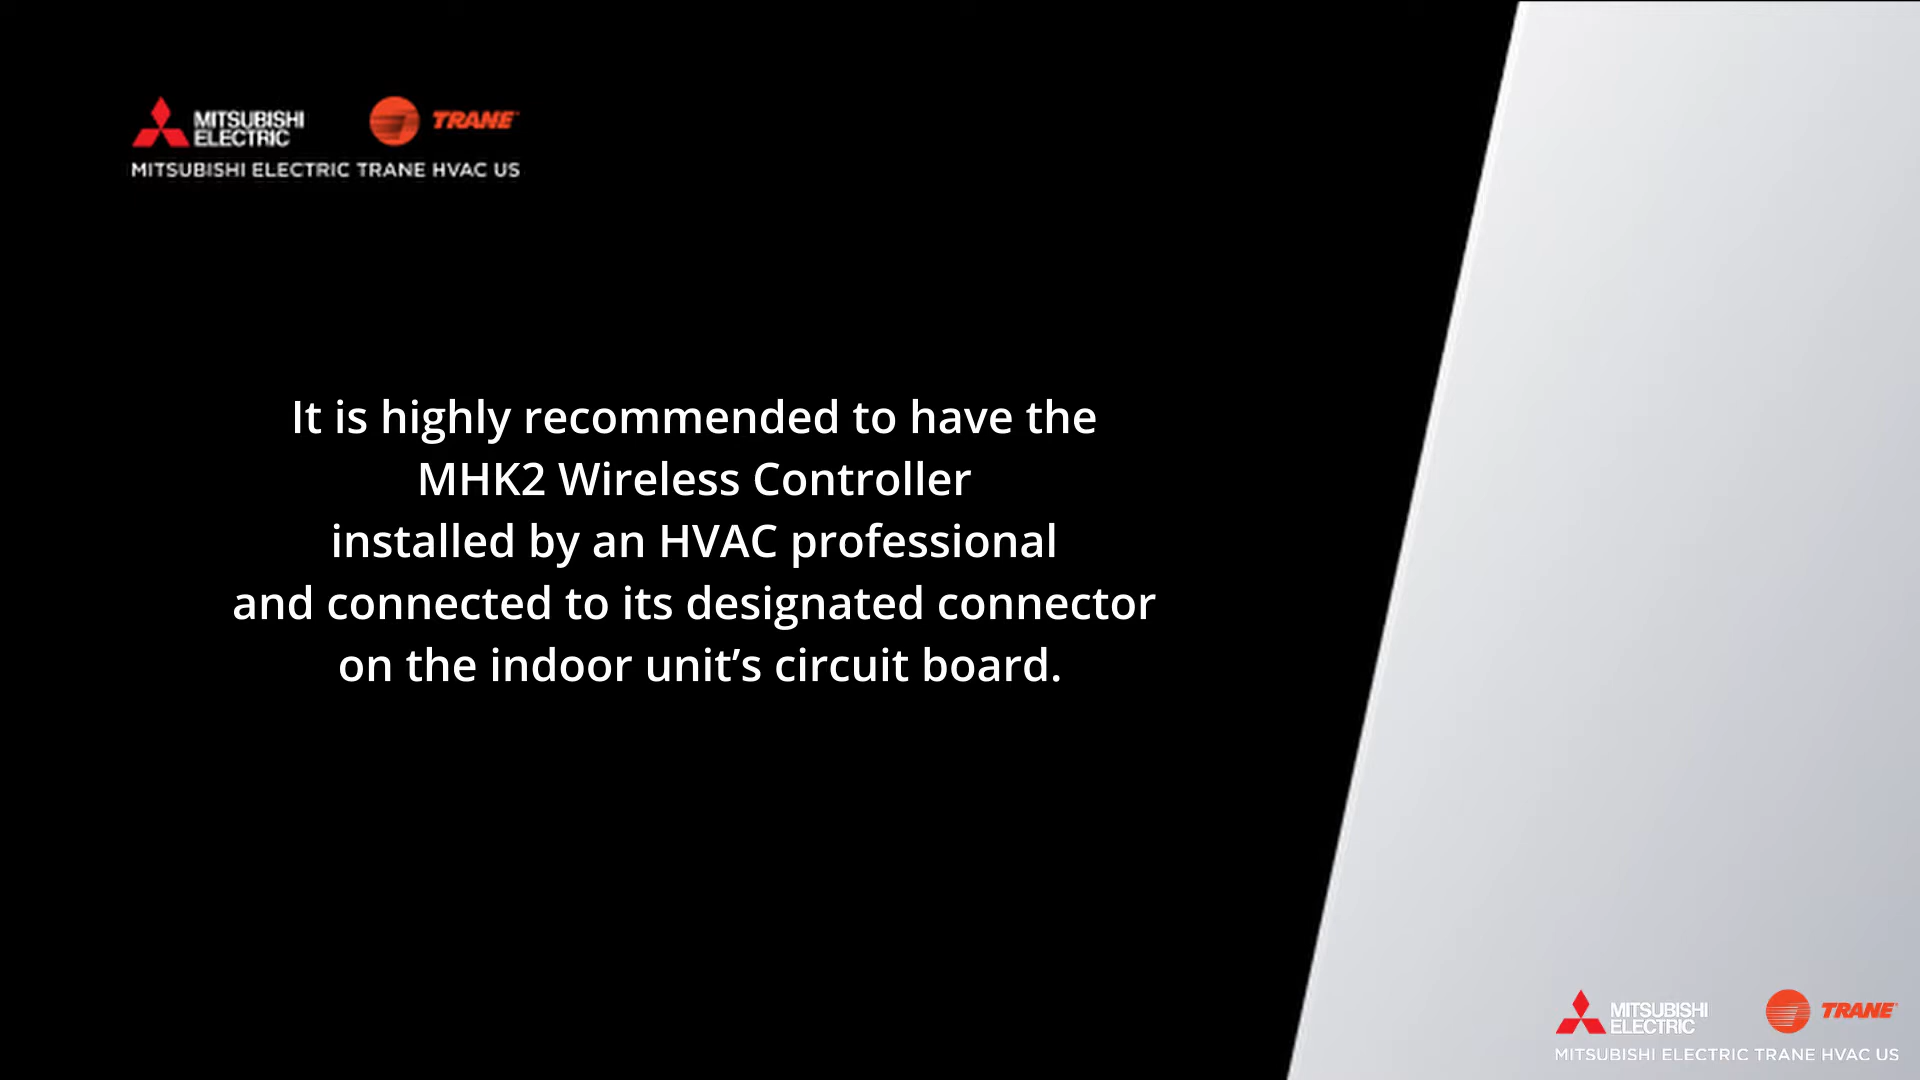 MITSUBISHI
ELECTRIC
TRANE
MITSUBISHI ELECTRIC TRANE HVAC US
It is highly recommended to have the
MHK2 Wireless Controller
installed by an HVAC professional
and connected to its designated connector
on the indoor unit’s circuit board.
MITSUBISHI
ELECTRIC
TRANE
MITSUBISHI ELECTRIC TRANE HVAC US